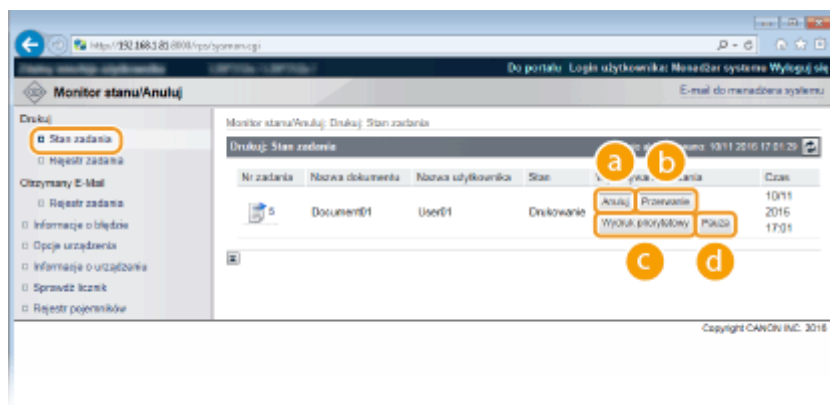 http://192.168.1.81:8000/rps/sysmon.cgi
Do portalu Login użytkownika: Menadżer systemu Wyloguj się
Monitor stanu/Anuluj
E-mail do menadżera systemu
Drukuj
Stan zadania
Rejestr zadania
Otrzymany E-Mail
Rejestr zadania
Informacje o błędzie
Opcje urządzenia
Informacje o urządzeniu
Sprawdź licznik
Rejestr pojemników
Monitor stanu/Anuluj: Drukuj: Stan zadania
Drukuj: Stan zadania
10/11 2016 17:01:29
a b
Nr zadania Nazwa dokumentu Nazwa użytkownika Stan Czas
5 Document01 User01 Drukowanie
Anuluj Przerwanie
Wydruk priorytetowy Pauza
10/11
2016
17:01
c d
Copyright CANON INC. 2016